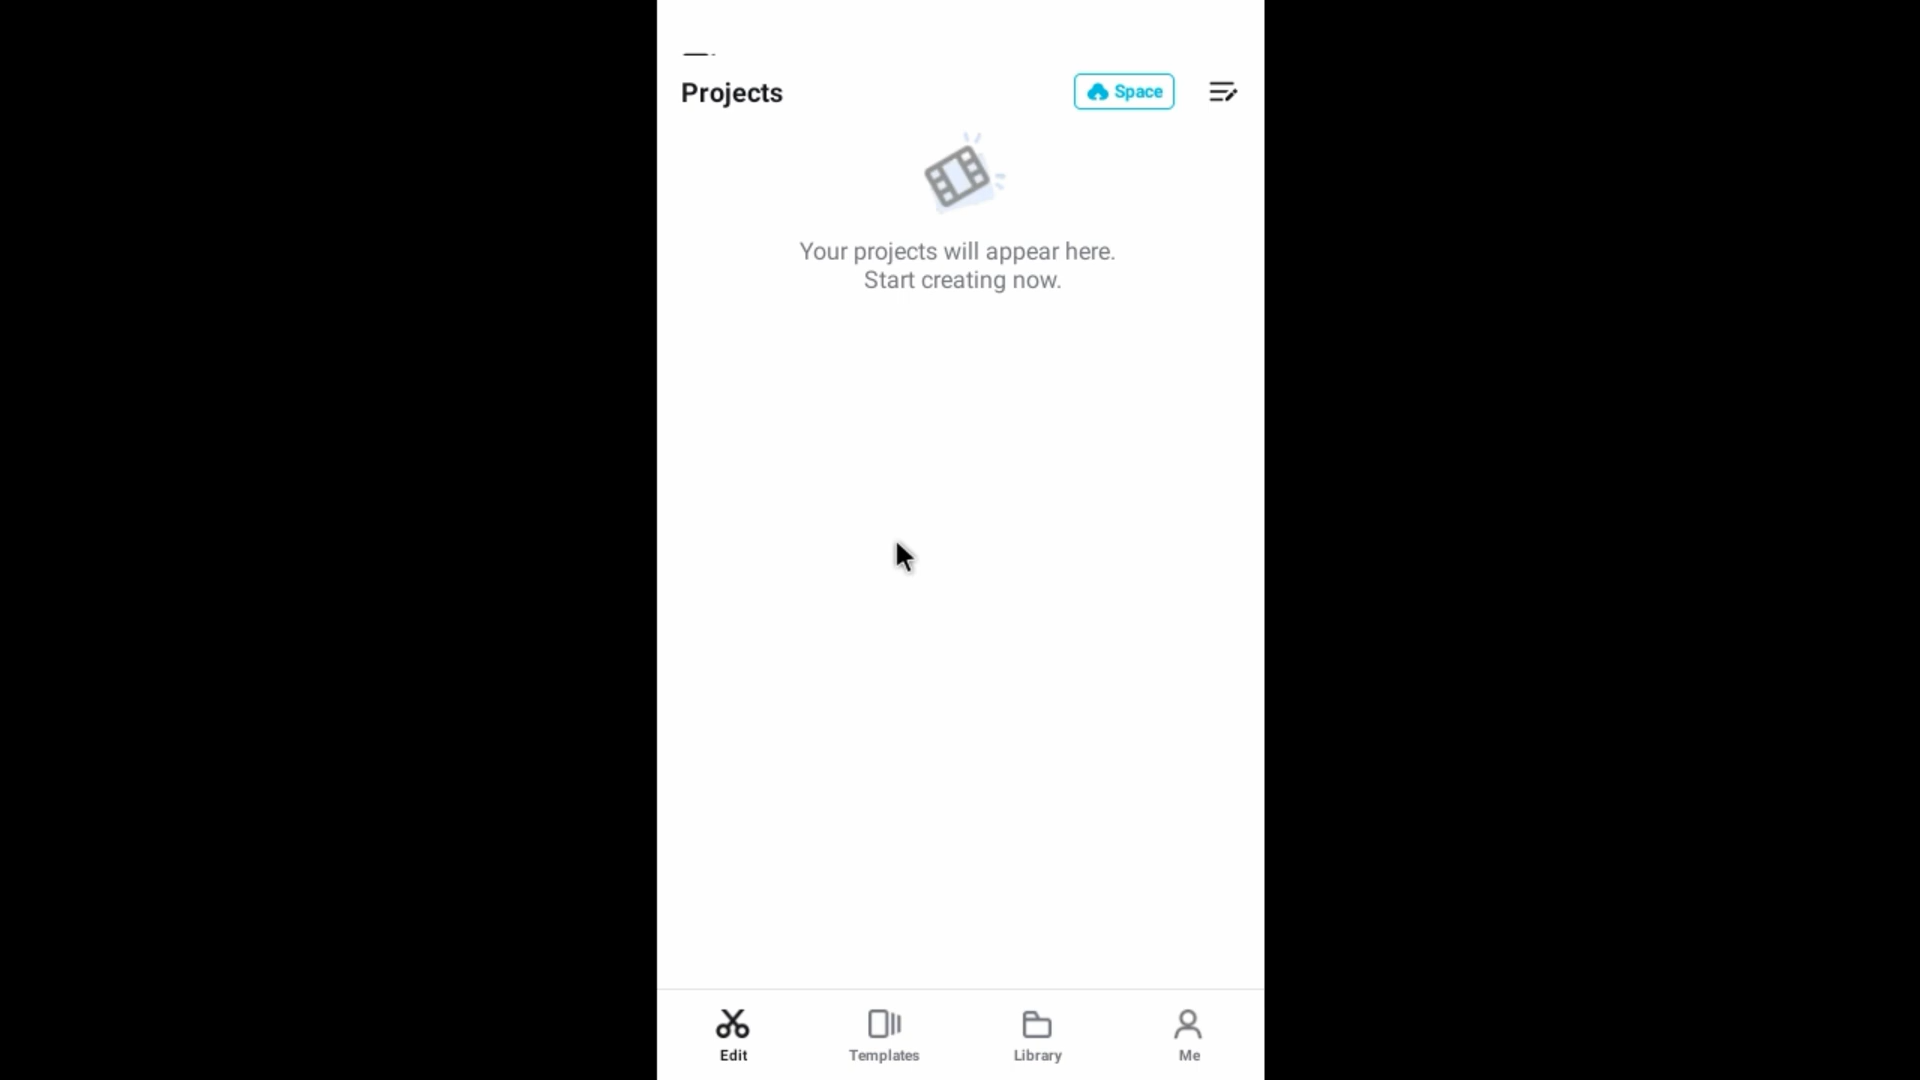 Projects
Space
Your projects will appear here.
Start creating now.
Edit
Templates
Library
Me